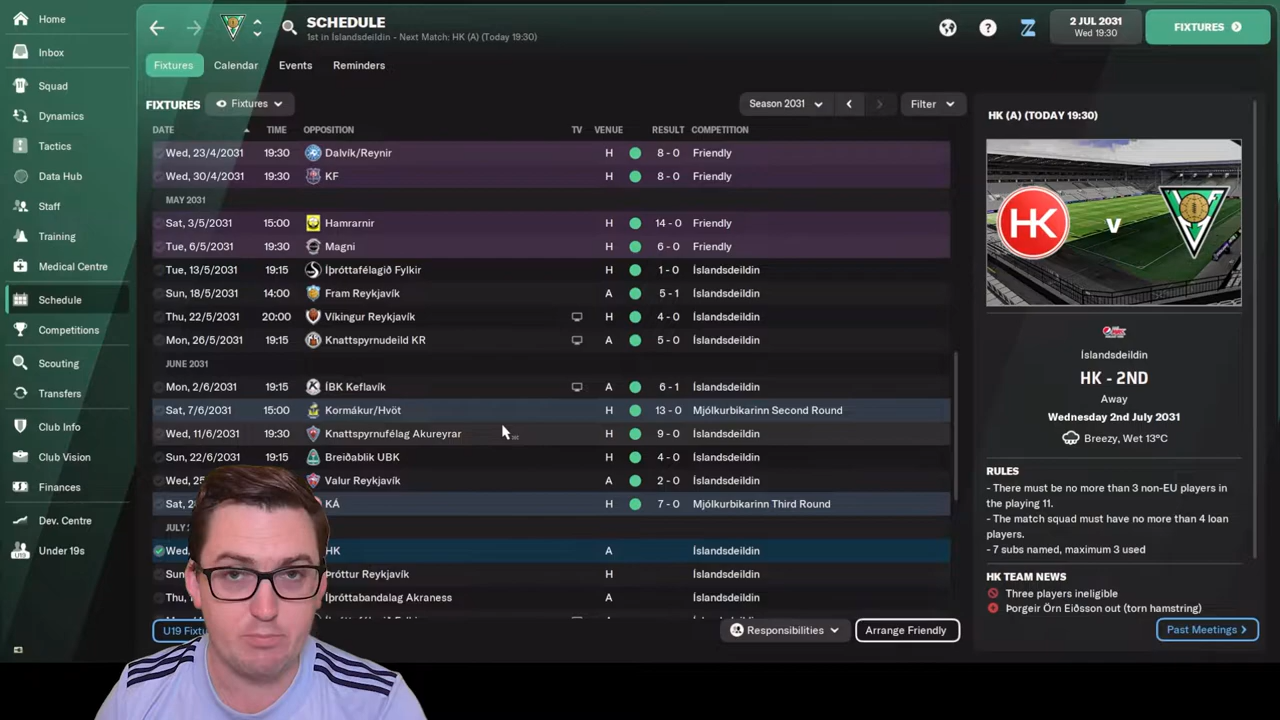 Home
SCHEDULE
1st in Íslandsdeildin - Next Match: HK (A) (Today 19:30)
2 JUL 2031
Wed 19:30
FIXTURES
Inbox
Squad
Dynamics
Tactics
Data Hub
Staff
Training
Medical Centre
Schedule
Competitions
Scouting
Transfers
Club Info
Club Vision
Finances
Dev. Centre
U19
Under 19s
Fixtures Calendar Events Reminders
FIXTURES Fixtures Season 2031 Filter
DATE TIME OPPOSITION TV VENUE RESULT COMPETITION
Wed, 23/4/2031 19:30 Dalvík/Reynir H 8 - 0 Friendly
Wed, 30/4/2031 19:30 KF H 8 - 0 Friendly
MAY 2031
Sat, 3/5/2031 15:00 Hamrarnir H 14 - 0 Friendly
Tue, 6/5/2031 19:30 Magni H 6 - 0 Friendly
Tue, 13/5/2031 19:15 Íþróttafélagið Fylkir H 1 - 0 Íslandsdeildin
Sun, 18/5/2031 14:00 Fram Reykjavík A 5 - 1 Íslandsdeildin
Thu, 22/5/2031 20:00 Víkingur Reykjavík H 4 - 0 Íslandsdeildin
Mon, 26/5/2031 19:15 Knattspyrnudeild KR A 5 - 0 Íslandsdeildin
JUNE 2031
Mon, 2/6/2031 19:15 ÍBK Keflavík A 6 - 1 Íslandsdeildin
Sat, 7/6/2031 15:00 Kormákur/Hvöt H 13 - 0 Mjólkurbikarinn Second Round
Wed, 11/6/2031 19:30 Knattspyrnufélag Akureyrar H 9 - 0 Íslandsdeildin
Sun, 22/6/2031 19:15 Breiðablik UBK H 4 - 0 Íslandsdeildin
Wed, 25 Valur Reykjavík H 2 - 0 Íslandsdeildin
Sat, KÁ H 7 - 0 Mjólkurbikarinn Third Round
JULY
Wed, HK A Íslandsdeildin
Sun, Þróttur Reykjavík H Íslandsdeildin
Thu, Íþróttabandalag Akraness A Íslandsdeildin
U19 Fixtu
Responsibilities
Arrange Friendly
HK (A) (TODAY 19:30)
HK
v
Íslandsdeildin
HK - 2ND
Away
Wednesday 2nd July 2031
Breezy, Wet 13°C
RULES
- There must be no more than 3 non-EU players in
the playing 11.
- The match squad must have no more than 4 loan
players.
- 7 subs named, maximum 3 used
HK TEAM NEWS
Three players ineligible
Þorgeir Örn Eiðsson out (torn hamstring)
Past Meetings